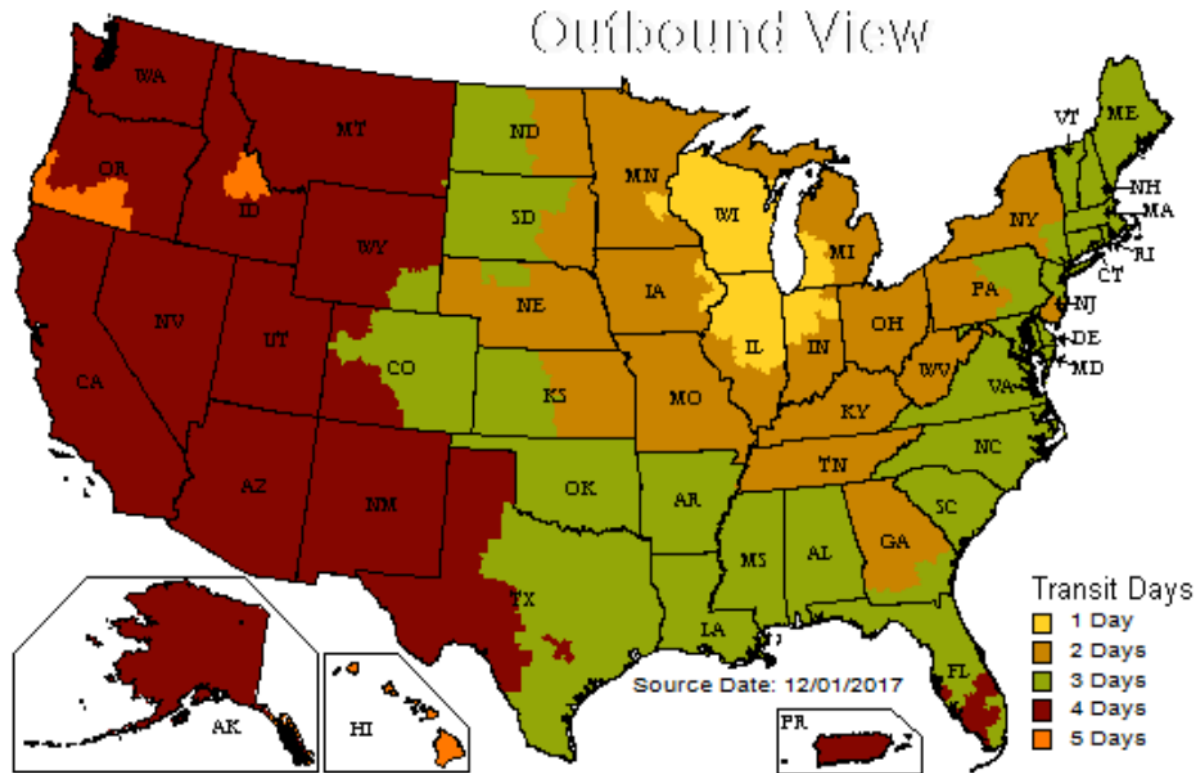 Outbound View
WA
MT
ND
MN
VT
ME
OR
ID
SD
WI
MI
NY
NH
MA
RI
CT
WY
NE
IA
PA
NJ
NV
UT
CO
IL
IN
OH
DE
MD
CA
KS
MO
WV
VA
KY
AZ
NM
OK
AR
TN
NC
SC
TX
LA
MS
AL
GA
FL
AK
HI
PR
Source Date: 12/01/2017
Transit Days
1 Day
2 Days
3 Days
4 Days
5 Days